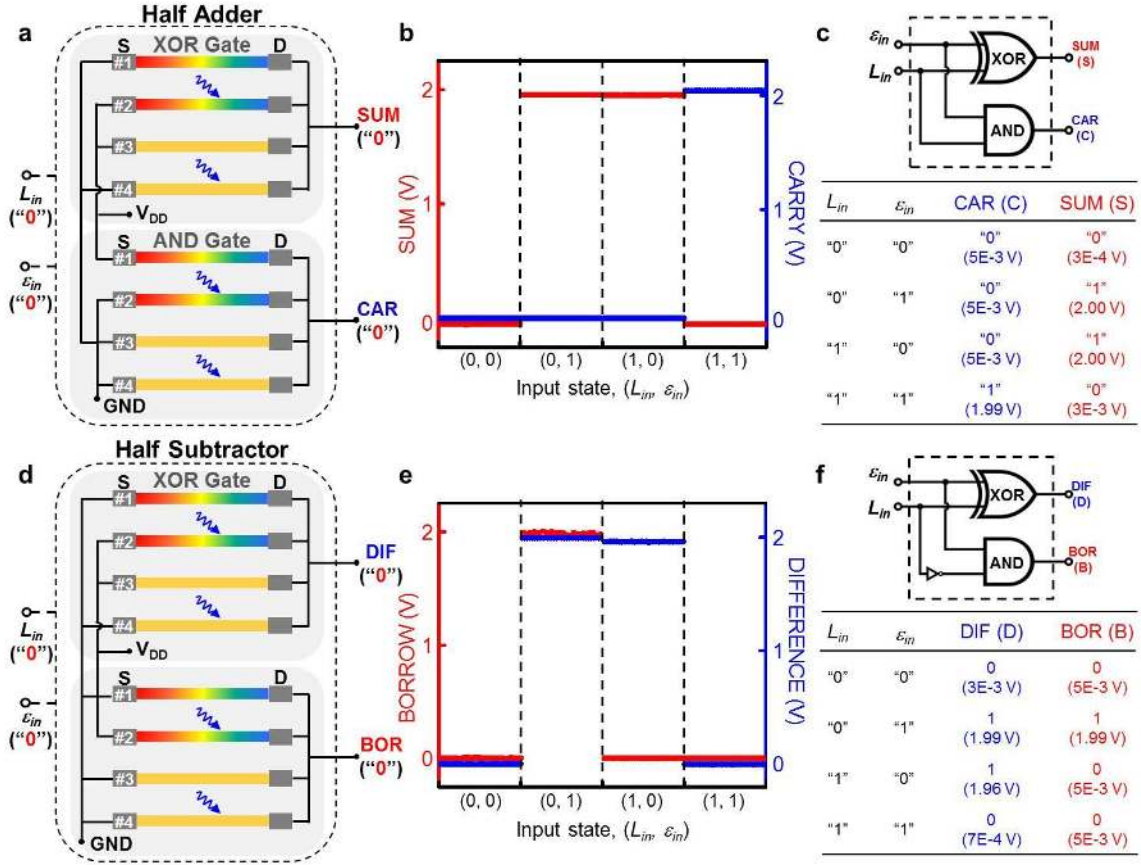 Half Adder
a
S
XOR Gate
D
#1
#2
#3
#4
SUM
("0")
L_in
("0")
V_DD
S
AND Gate
D
#1
#2
#3
#4
ε_in
("0")
CAR
("0")
GND
b
SUM (V)
2
1
0
CARRY (V)
2
1
0
(0, 0) (0, 1) (1, 0) (1, 1)
Input state, (L_in, ε_in)
c
ε_in
L_in
XOR
AND
SUM
(S)
CAR
(C)
L_in ε_in CAR (C) SUM (S)
"0" "0" "0" "0"
(5E-3 V) (3E-4 V)
"0" "1" "0" "1"
(5E-3 V) (2.00 V)
"1" "0" "0" "1"
(5E-3 V) (2.00 V)
"1" "1" "1" "0"
(1.99 V) (3E-3 V)
Half Subtractor
d
S
XOR Gate
D
#1
#2
#3
#4
DIF
("0")
L_in
("0")
V_DD
S
D
#1
#2
#3
#4
ε_in
("0")
BOR
("0")
GND
e
BORROW (V)
2
1
0
DIFFERENCE (V)
2
1
0
(0, 0) (0, 1) (1, 0) (1, 1)
Input state, (L_in, ε_in)
f
ε_in
L_in
XOR
AND
DIF
(D)
BOR
(B)
L_in ε_in DIF (D) BOR (B)
"0" "0" 0 0
(3E-3 V) (5E-3 V)
"0" "1" 1 1
(1.99 V) (1.99 V)
"1" "0" 1 0
(1.96 V) (5E-3 V)
"1" "1" 0 0
(7E-4 V) (5E-3 V)